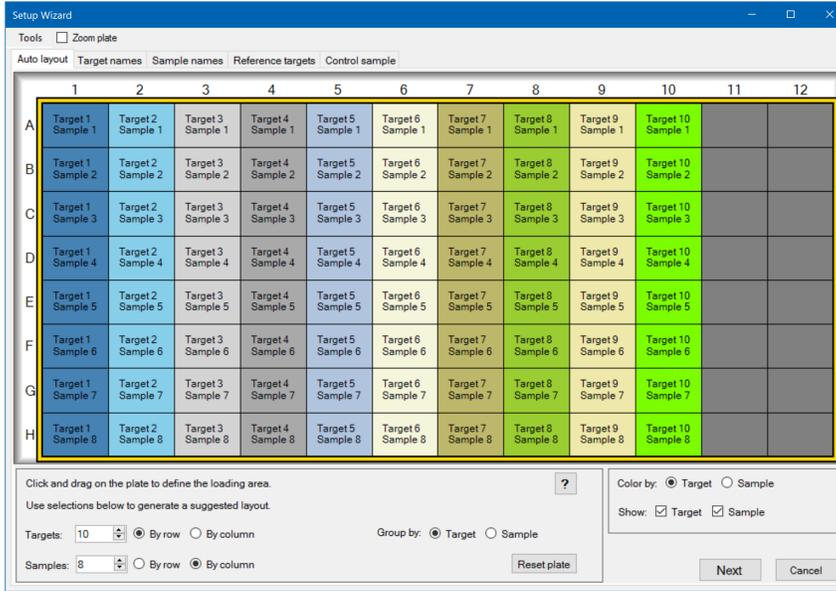 Setup Wizard
Tools Zoom plate
Auto layout Target names Sample names Reference targets Control sample
1 2 3 4 5 6 7 8 9 10 11 12
A Target 1 Target 2 Target 3 Target 4 Target 5 Target 6 Target 7 Target 8 Target 9 Target 10
Sample 1 Sample 1 Sample 1 Sample 1 Sample 1 Sample 1 Sample 1 Sample 1 Sample 1 Sample 1
B Target 1 Target 2 Target 3 Target 4 Target 5 Target 6 Target 7 Target 8 Target 9 Target 10
Sample 2 Sample 2 Sample 2 Sample 2 Sample 2 Sample 2 Sample 2 Sample 2 Sample 2 Sample 2
C Target 1 Target 2 Target 3 Target 4 Target 5 Target 6 Target 7 Target 8 Target 9 Target 10
Sample 3 Sample 3 Sample 3 Sample 3 Sample 3 Sample 3 Sample 3 Sample 3 Sample 3 Sample 3
D Target 1 Target 2 Target 3 Target 4 Target 5 Target 6 Target 7 Target 8 Target 9 Target 10
Sample 4 Sample 4 Sample 4 Sample 4 Sample 4 Sample 4 Sample 4 Sample 4 Sample 4 Sample 4
E Target 1 Target 2 Target 3 Target 4 Target 5 Target 6 Target 7 Target 8 Target 9 Target 10
Sample 5 Sample 5 Sample 5 Sample 5 Sample 5 Sample 5 Sample 5 Sample 5 Sample 5 Sample 5
F Target 1 Target 2 Target 3 Target 4 Target 5 Target 6 Target 7 Target 8 Target 9 Target 10
Sample 6 Sample 6 Sample 6 Sample 6 Sample 6 Sample 6 Sample 6 Sample 6 Sample 6 Sample 6
G Target 1 Target 2 Target 3 Target 4 Target 5 Target 6 Target 7 Target 8 Target 9 Target 10
Sample 7 Sample 7 Sample 7 Sample 7 Sample 7 Sample 7 Sample 7 Sample 7 Sample 7 Sample 7
H Target 1 Target 2 Target 3 Target 4 Target 5 Target 6 Target 7 Target 8 Target 9 Target 10
Sample 8 Sample 8 Sample 8 Sample 8 Sample 8 Sample 8 Sample 8 Sample 8 Sample 8 Sample 8
Click and drag on the plate to define the loading area. ?
Use selections below to generate a suggested layout.
Targets: 10 By row By column Group by: Target Sample
Samples: 8 By row By column Reset plate
Color by: Target Sample
Show: Target Sample
Next Cancel